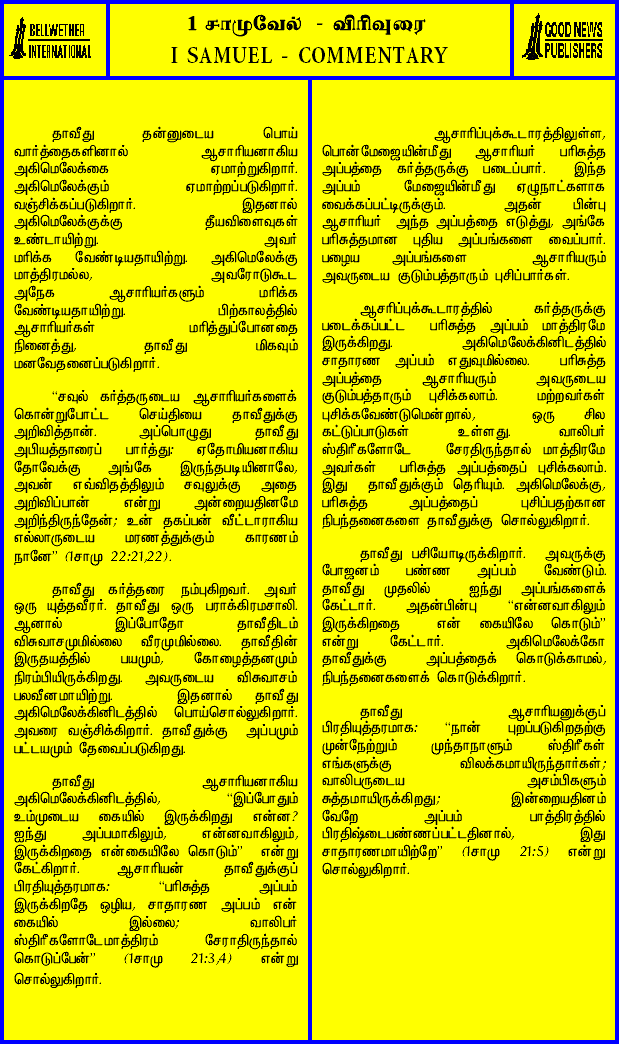 BELLWETHER
INTERNATIONAL
1 சாமுவேல் - விரிவுரை
I SAMUEL - COMMENTARY
GOOD NEWS
PUBLISHERS
தாவீது தன்னுடைய பொய்
வார்த்தைகளினால் ஆசாரியனாகிய
அகிமெலேக்கை ஏமாற்றுகிறார்.
அகிமெலேக்கும் ஏமாற்றப்படுகிறார்.
வஞ்சிக்கப்படுகிறார். இதனால்
அகிமெலேக்குக்கு தீயவிளைவுகள்
உண்டாயிற்று. அவர்
மரிக்க வேண்டியதாயிற்று. அகிமெலேக்கு
மாத்திரமல்ல, அவரோடுகூட
அநேக ஆசாரியர்களும் மரிக்க
வேண்டியதாயிற்று. பிற்காலத்தில்
ஆசாரியர்கள் மரித்துப்போனதை
நினைத்து, தாவீது மிகவும்
மனவேதனைப்படுகிறார்.
“சவுல் கர்த்தருடைய ஆசாரியர்களைக்
கொன்றுபோட்ட செய்தியை தாவீதுக்கு
அறிவித்தான். அப்பொழுது தாவீது
அபியத்தாரைப் பார்த்து: ஏதோமியனாகிய
தோவேக்கு அங்கே இருந்தபடியினாலே,
அவன் எவ்விதத்திலும் சவுலுக்கு அதை
அறிவிப்பான் என்று அன்றையதினமே
அறிந்திருந்தேன்; உன் தகப்பன் வீட்டாராகிய
எல்லாருடைய மரணத்துக்கும் காரணம்
நானே” (1சாமு 22:21,22).
தாவீது கர்த்தரை நம்புகிறவர். அவர்
ஒரு யுத்தவீரர். தாவீது ஒரு பராக்கிரமசாலி.
ஆனால் இப்போதோ தாவீதிடம்
விசுவாசமுமில்லை வீரமுமில்லை. தாவீதின்
இருதயத்தில் பயமும், கோழைத்தனமும்
நிரம்பியிருக்கிறது. அவருடைய விசுவாசம்
பலவீனமாயிற்று. இதனால் தாவீது
அகிமெலேக்கினிடத்தில் பொய்சொல்லுகிறார்.
அவரை வஞ்சிக்கிறார். தாவீதுக்கு அப்பமும்
பட்டயமும் தேவைப்படுகிறது.
தாவீது ஆசாரியனாகிய
அகிமெலேக்கினிடத்தில், “இப்போதும்
உம்முடைய கையில் இருக்கிறது என்ன?
ஐந்து அப்பமாகிலும், என்னவாகிலும்,
இருக்கிறதை என்கையிலே கொடும்” என்று
கேட்கிறார். ஆசாரியன் தாவீதுக்குப்
பிரதியுத்தரமாக: “பரிசுத்த அப்பம்
இருக்கிறதே ஒழிய, சாதாரண அப்பம் என்
கையில் இல்லை; வாலிபர்
ஸ்திரீகளோடேமாத்திரம் சேராதிருந்தால்
கொடுப்பேன்” (1சாமு 21:3,4) என்று
சொல்லுகிறார்.
ஆசாரிப்புக்கூடாரத்திலுள்ள,
பொன்மேஜையின்மீது ஆசாரியர் பரிசுத்த
அப்பத்தை கர்த்தருக்கு படைப்பார். இந்த
அப்பம் மேஜையின்மீது ஏழுநாட்களாக
வைக்கப்பட்டிருக்கும். அதன் பின்பு
ஆசாரியர் அந்த அப்பத்தை எடுத்து, அங்கே
பரிசுத்தமான புதிய அப்பங்களை வைப்பார்.
பழைய அப்பங்களை ஆசாரியரும்
அவருடைய குடும்பத்தாரும் புசிப்பார்கள்.
ஆசரிப்புக்கூடாரத்தில் கர்த்தருக்கு
படைக்கப்பட்ட பரிசுத்த அப்பம் மாத்திரமே
இருக்கிறது. அகிமெலேக்கினிடத்தில்
சாதாரண அப்பம் எதுவுமில்லை. பரிசுத்த
அப்பத்தை ஆசாரியரும் அவருடைய
குடும்பத்தாரும் புசிக்கலாம். மற்றவர்கள்
புசிக்கவேண்டுமென்றால், ஒரு சில
கட்டுப்பாடுகள் உள்ளது. வாலிபர்
ஸ்திரீகளோடே சேரதிருந்தால் மாத்திரமே
அவர்கள் பரிசுத்த அப்பத்தைப் புசிக்கலாம்.
இது தாவீதுக்கும் தெரியும். அகிமெலேக்கு,
பரிசுத்த அப்பத்தைப் புசிப்பதற்கான
நிபந்தனைகளை தாவீதுக்கு சொல்லுகிறார்.
தாவீது பசியோடிருக்கிறார். அவருக்கு
போஜனம் பண்ண அப்பம் வேண்டும்.
தாவீது முதலில் ஐந்து அப்பங்களைக்
கேட்டார். அதன்பின்பு “என்னவாகிலும்
இருக்கிறதை என் கையிலே கொடும்”
என்று கேட்டார். அகிமெலேக்கோ
தாவீதுக்கு அப்பத்தைக் கொடுக்காமல்,
நிபந்தனைகளைக் கொடுக்கிறார்.
தாவீது ஆசாரியனுக்குப்
பிரதியுத்தரமாக: “நான் புறப்படுகிறதற்கு
முன்நேற்றும் முந்தாநாளும் ஸ்திரீகள்
எங்களுக்கு விலக்கமாயிருந்தார்கள்;
வாலிபருடைய அசம்பிகளும்
சுத்தமாயிருக்கிறது; இன்றையதினம்
வேறே அப்பம் பாத்திரத்தில்
பிரதிஷ்டைபண்ணப்பட்டதினால், இது
சாதாரணமாயிற்றே” (1சாமு 21:5) என்று
சொல்லுகிறார்.